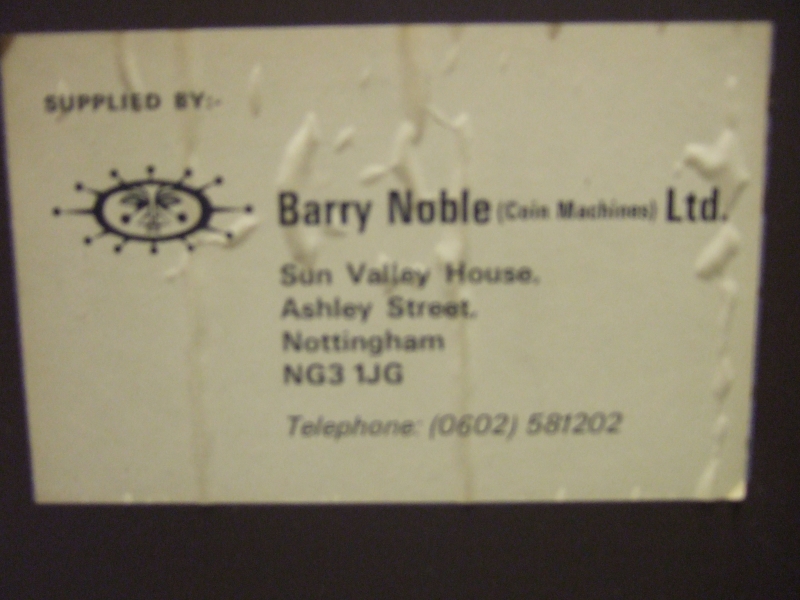 SUPPLIED BY:-
Barry Noble (Coin Machines) Ltd.
Sun Valley House,
Ashley Street,
Nottingham
NG3 1JG
Telephone: (0602) 581202